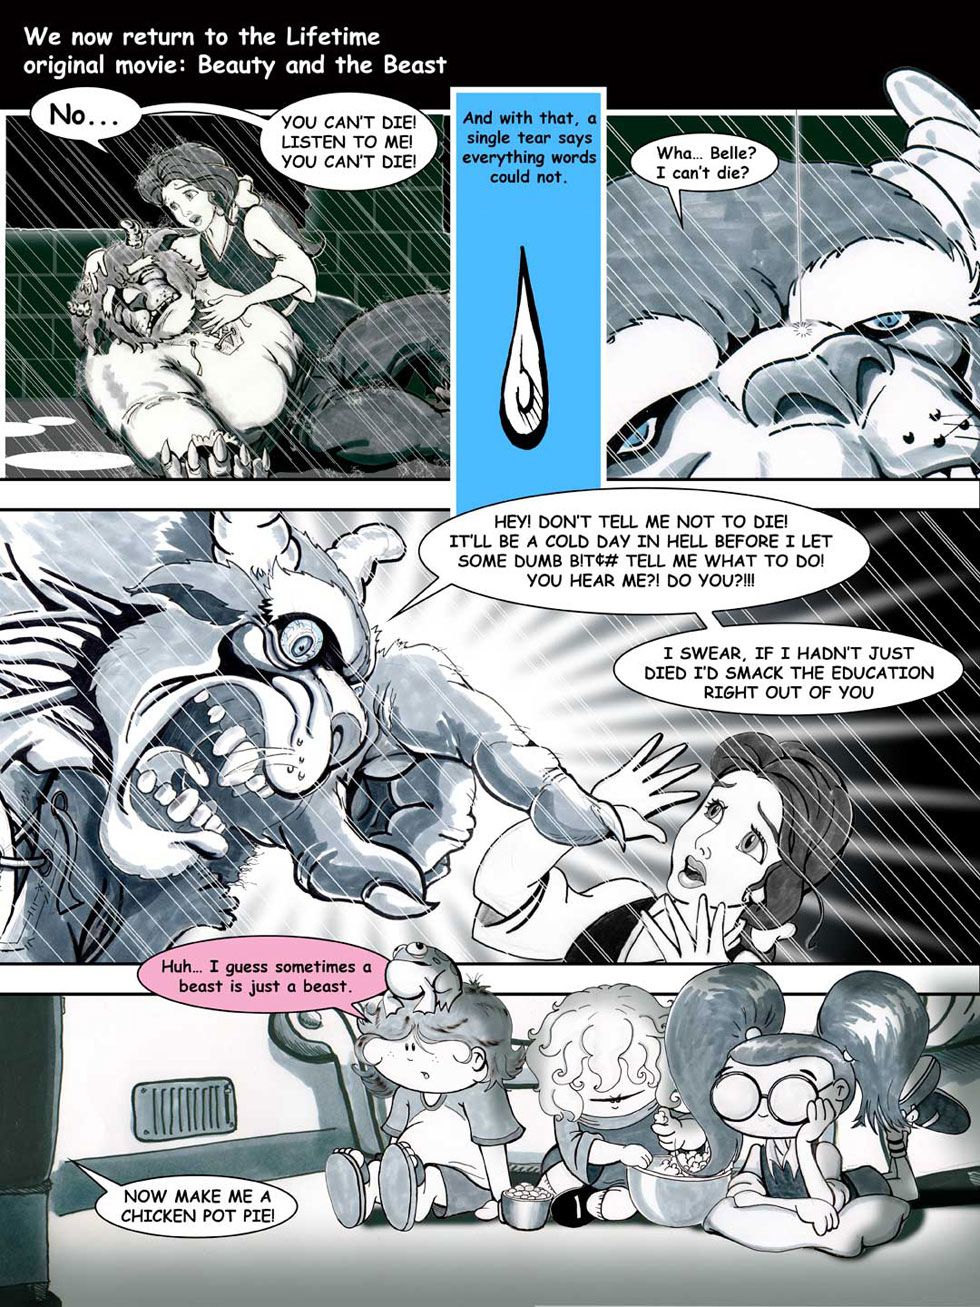 We now return to the Lifetime
original movie: Beauty and the Beast
No...
YOU CAN'T DIE!
LISTEN TO ME!
YOU CAN'T DIE!
And with that, a
single tear says
everything words
could not.
Wha... Belle?
I can't die?
HEY! DON'T TELL ME NOT TO DIE!
IT'LL BE A COLD DAY IN HELL BEFORE I LET
SOME DUMB B!T¢# TELL ME WHAT TO DO!
YOU HEAR ME?! DO YOU?!!!
I SWEAR, IF I HADN'T JUST
DIED I'D SMACK THE EDUCATION
RIGHT OUT OF YOU
Huh... I guess sometimes a
beast is just a beast.
NOW MAKE ME A
CHICKEN POT PIE!